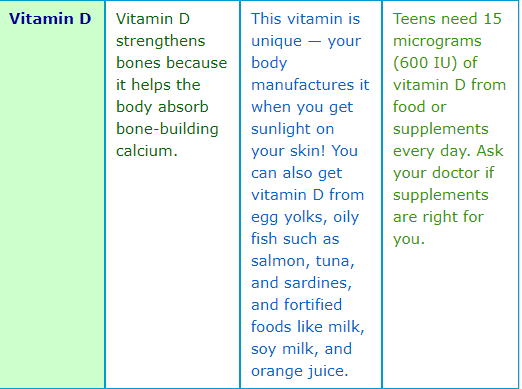 Vitamin D
Vitamin D
strengthens
bones because
it helps the
body absorb
bone-building
calcium.
This vitamin is
unique — your
body
manufactures it
when you get
sunlight on
your skin! You
can also get
vitamin D from
egg yolks, oily
fish such as
salmon, tuna,
and sardines,
and fortified
foods like milk,
soy milk, and
orange juice.
Teens need 15
micrograms
(600 IU) of
vitamin D from
food or
supplements
every day. Ask
your doctor if
supplements
are right for
you.